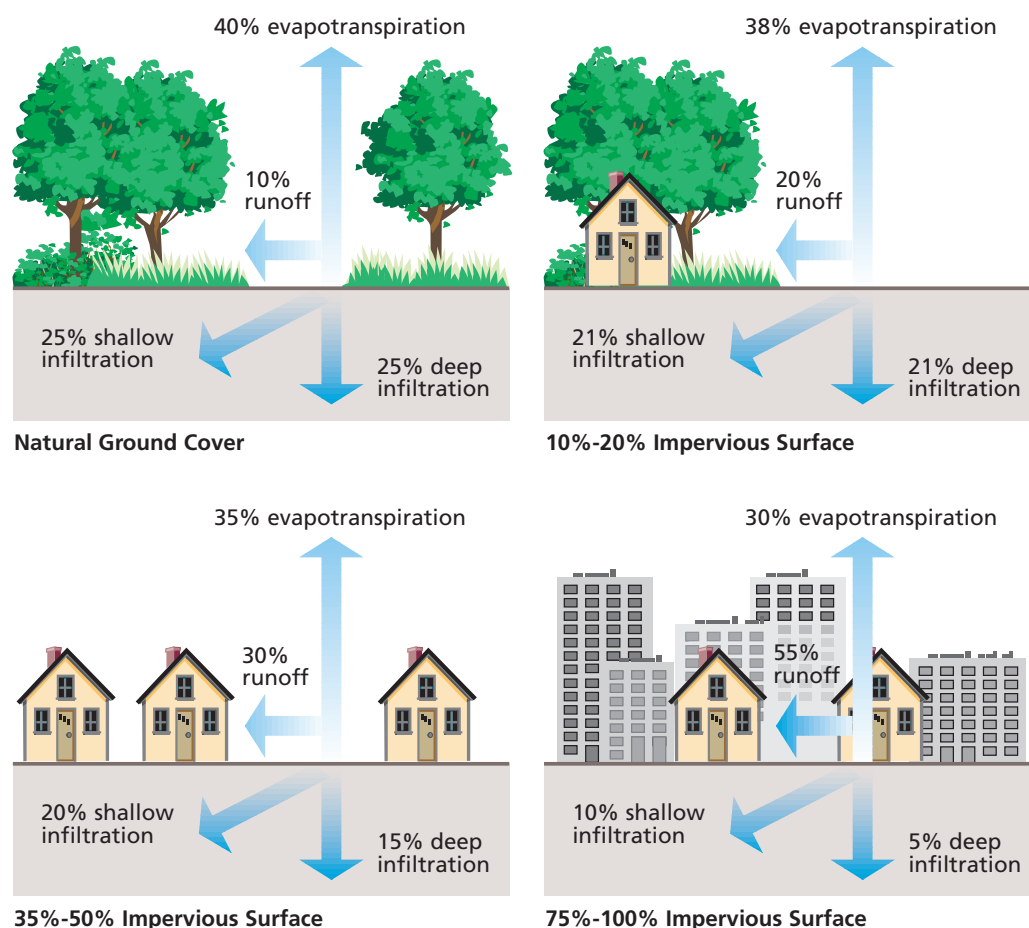 40% evapotranspiration
10%
runoff
25% shallow
infiltration
25% deep
infiltration
Natural Ground Cover
38% evapotranspiration
20%
runoff
21% shallow
infiltration
21% deep
infiltration
10%-20% Impervious Surface
35% evapotranspiration
30%
runoff
20% shallow
infiltration
15% deep
infiltration
35%-50% Impervious Surface
30% evapotranspiration
55%
runoff
10% shallow
infiltration
5% deep
infiltration
75%-100% Impervious Surface